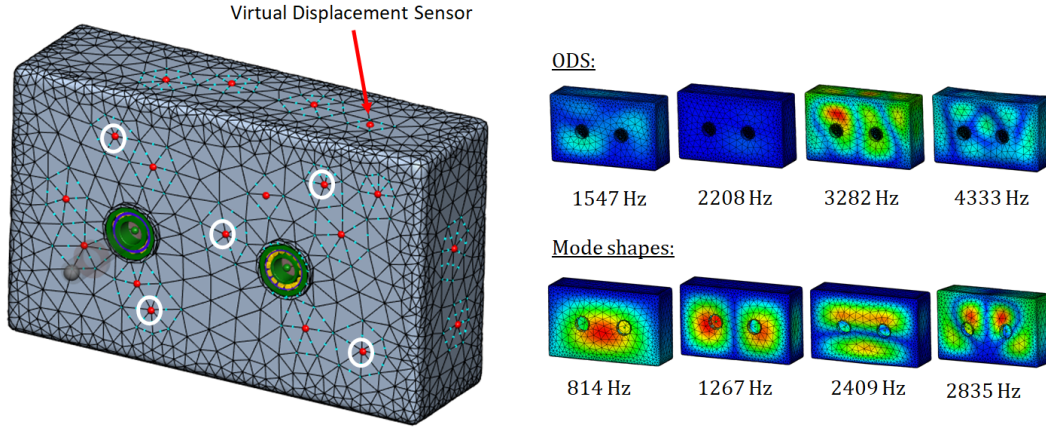 Virtual Displacement Sensor
ODS:
1547 Hz
2208 Hz
3282 Hz
4333 Hz
Mode shapes:
814 Hz
1267 Hz
2409 Hz
2835 Hz